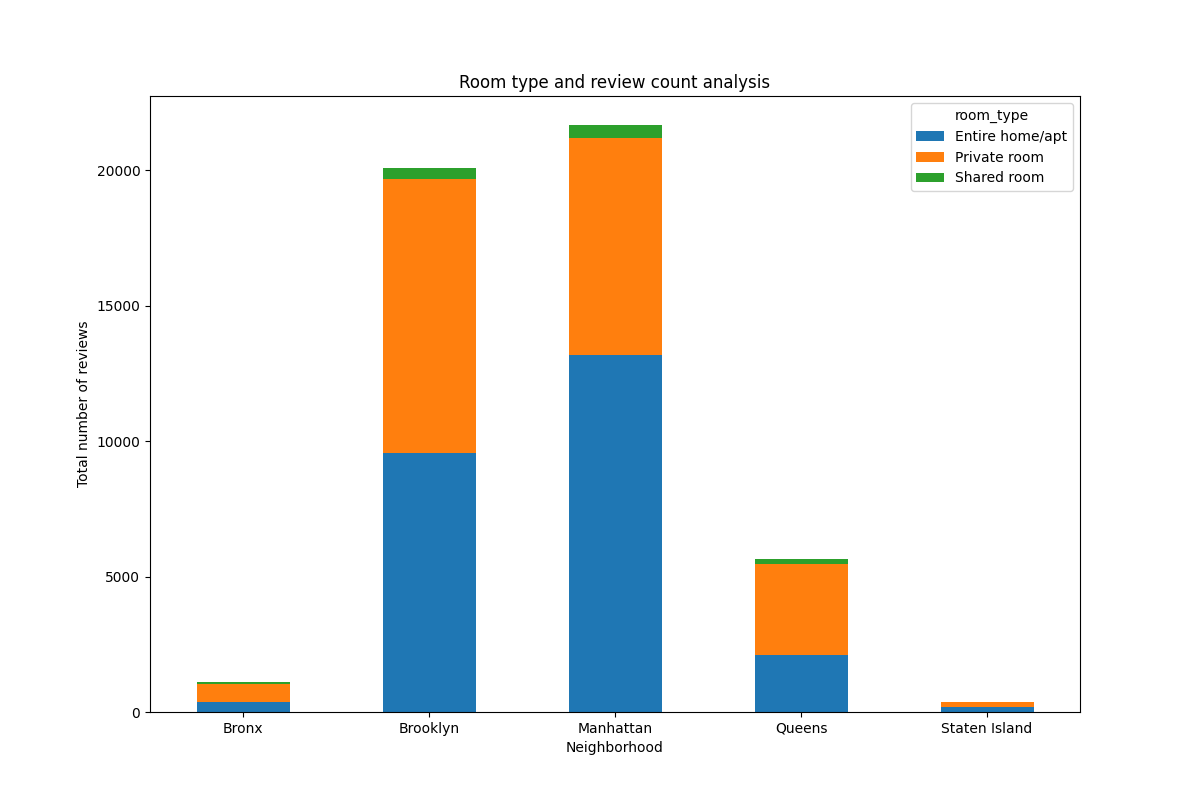 Room type and review count analysis
room_type
Entire home/apt
Private room
Shared room
Total number of reviews
20000
15000
10000
5000
0
Bronx
Brooklyn
Manhattan
Queens
Staten Island
Neighborhood